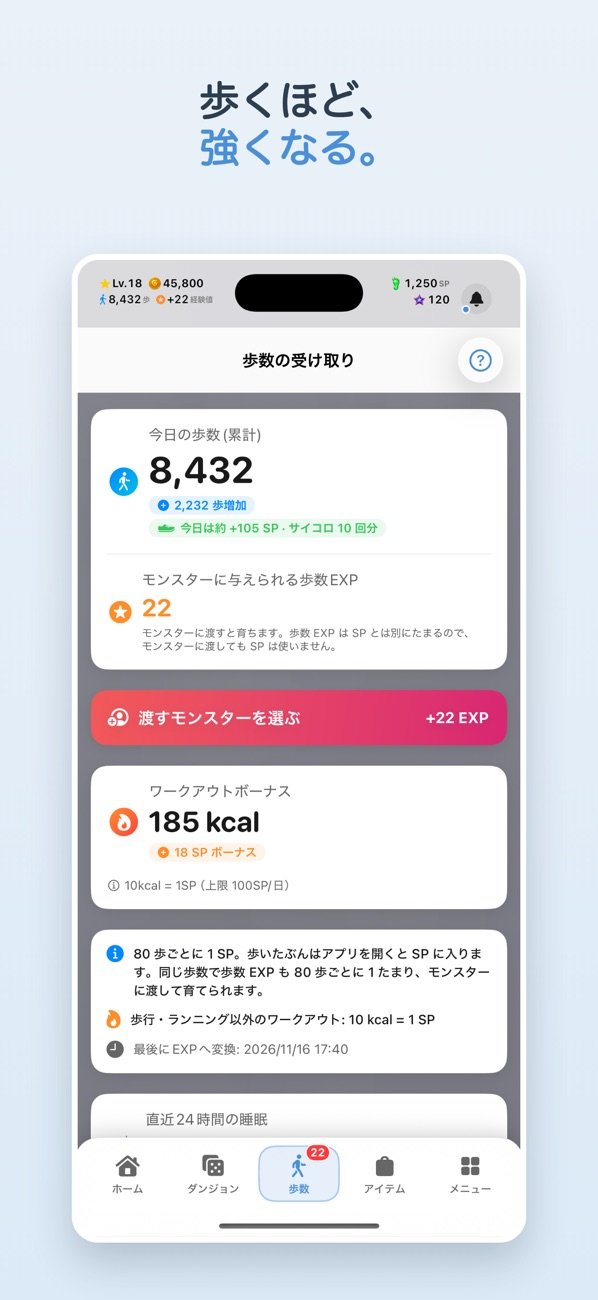 歩くほど、
強くなる。
Lv.18 45,800
8,432 歩 +22 経験値
1,250 SP
120
歩数の受け取り
?
今日の歩数 (累計)
8,432
2,232 歩増加
今日は約 +105 SP · サイコロ 10 回分
モンスターに与えられる歩数EXP
22
モンスターに渡すと育ちます。歩数 EXP は SP とは別にたまるので、
モンスターに渡しても SP は使いません。
渡すモンスターを選ぶ +22 EXP
ワークアウトボーナス
185 kcal
18 SP ボーナス
10kcal = 1SP (上限 100SP/日)
80 歩ごとに 1 SP。歩いたぶんはアプリを開くと SP に入りま
す。同じ歩数で歩数 EXP も 80 歩ごとに 1 たまり、モンスター
に渡して育てられます。
歩行・ランニング以外のワークアウト: 10 kcal = 1 SP
最後にEXPへ変換: 2026/11/16 17:40
直近24時間の睡眠
22
ホーム ダンジョン 歩数 アイテム メニュー